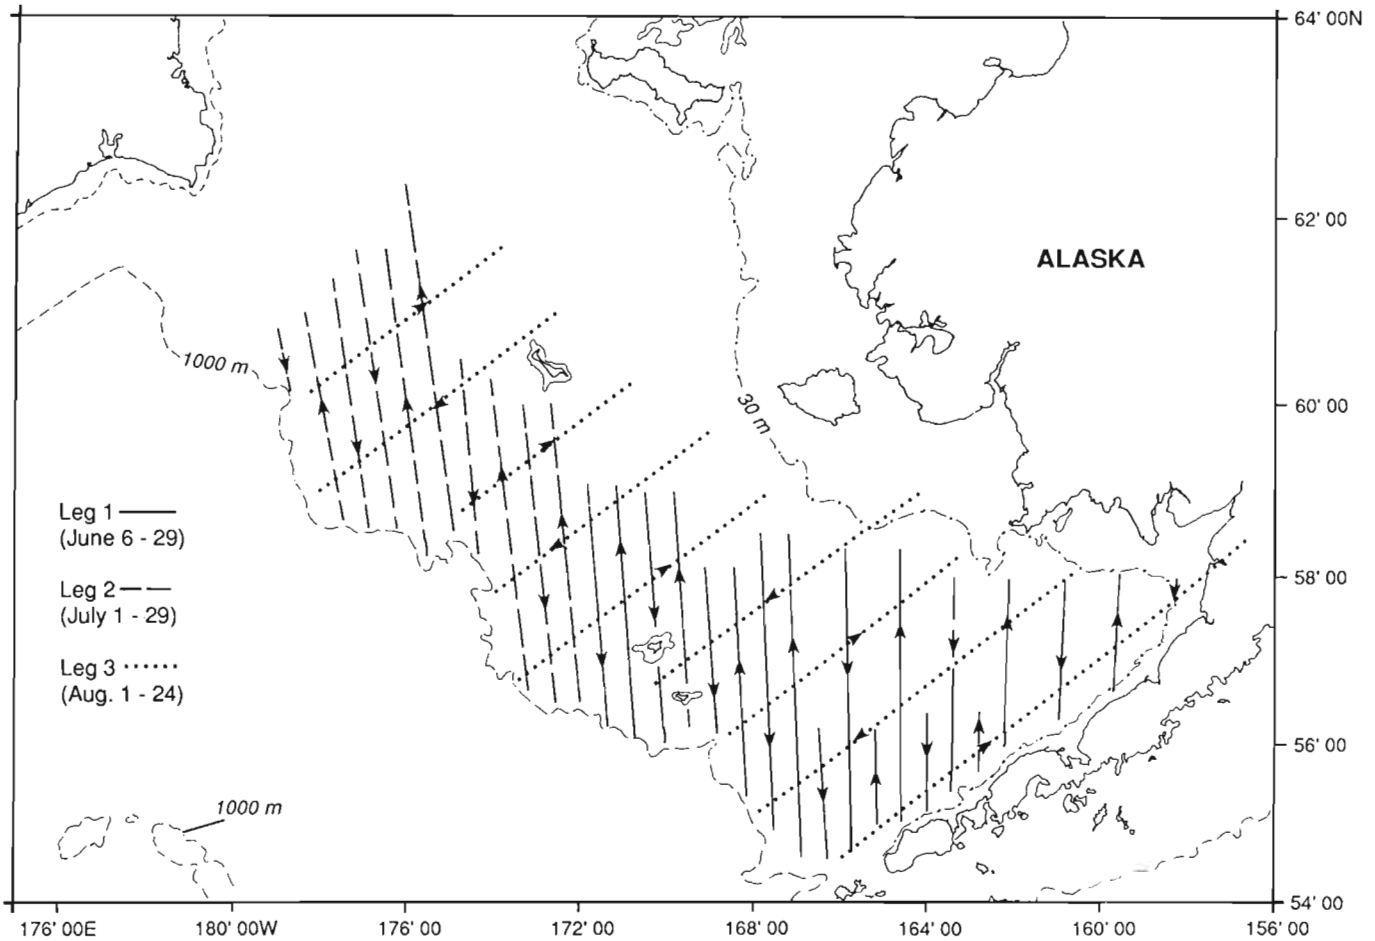 64' 00N
62' 00
ALASKA
1000 m
60' 00
30 m
Leg 1
(June 6 - 29)
58' 00
Leg 2
(July 1 - 29)
Leg 3
(Aug. 1 - 24)
56' 00
1000 m
54' 00
176' 00E 180' 00W 176' 00 172' 00 168' 00 164' 00 160' 00 156' 00